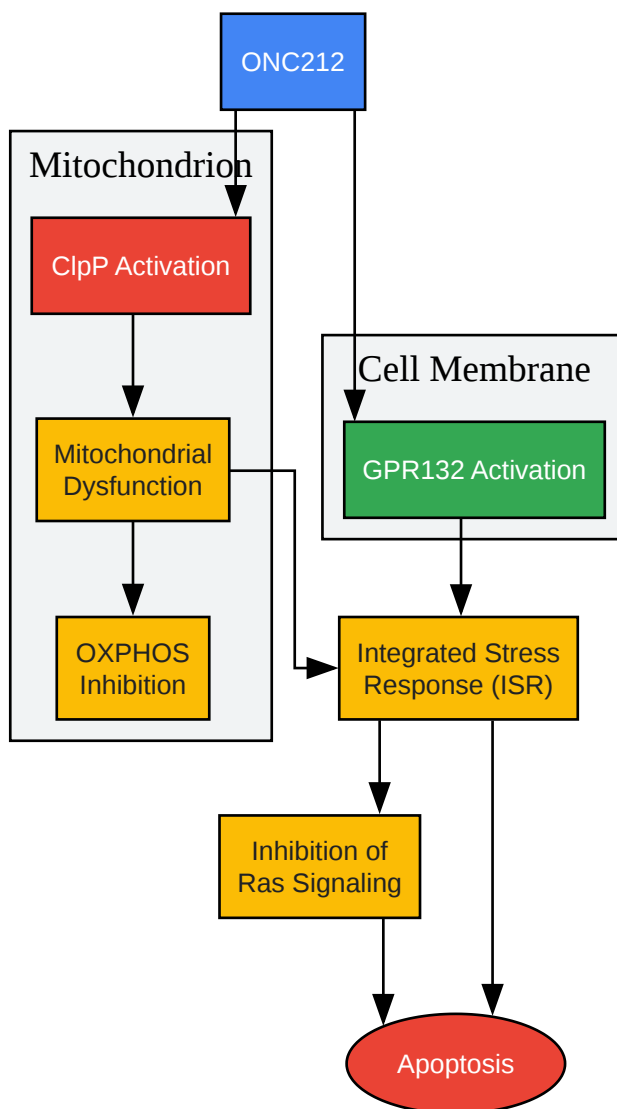 ONC212
Mitochondrion
ClpP Activation
Cell Membrane
Mitochondrial
Dysfunction
GPR132 Activation
OXPHOS
Inhibition
Integrated Stress
Response (ISR)
Inhibition of
Ras Signaling
Apoptosis